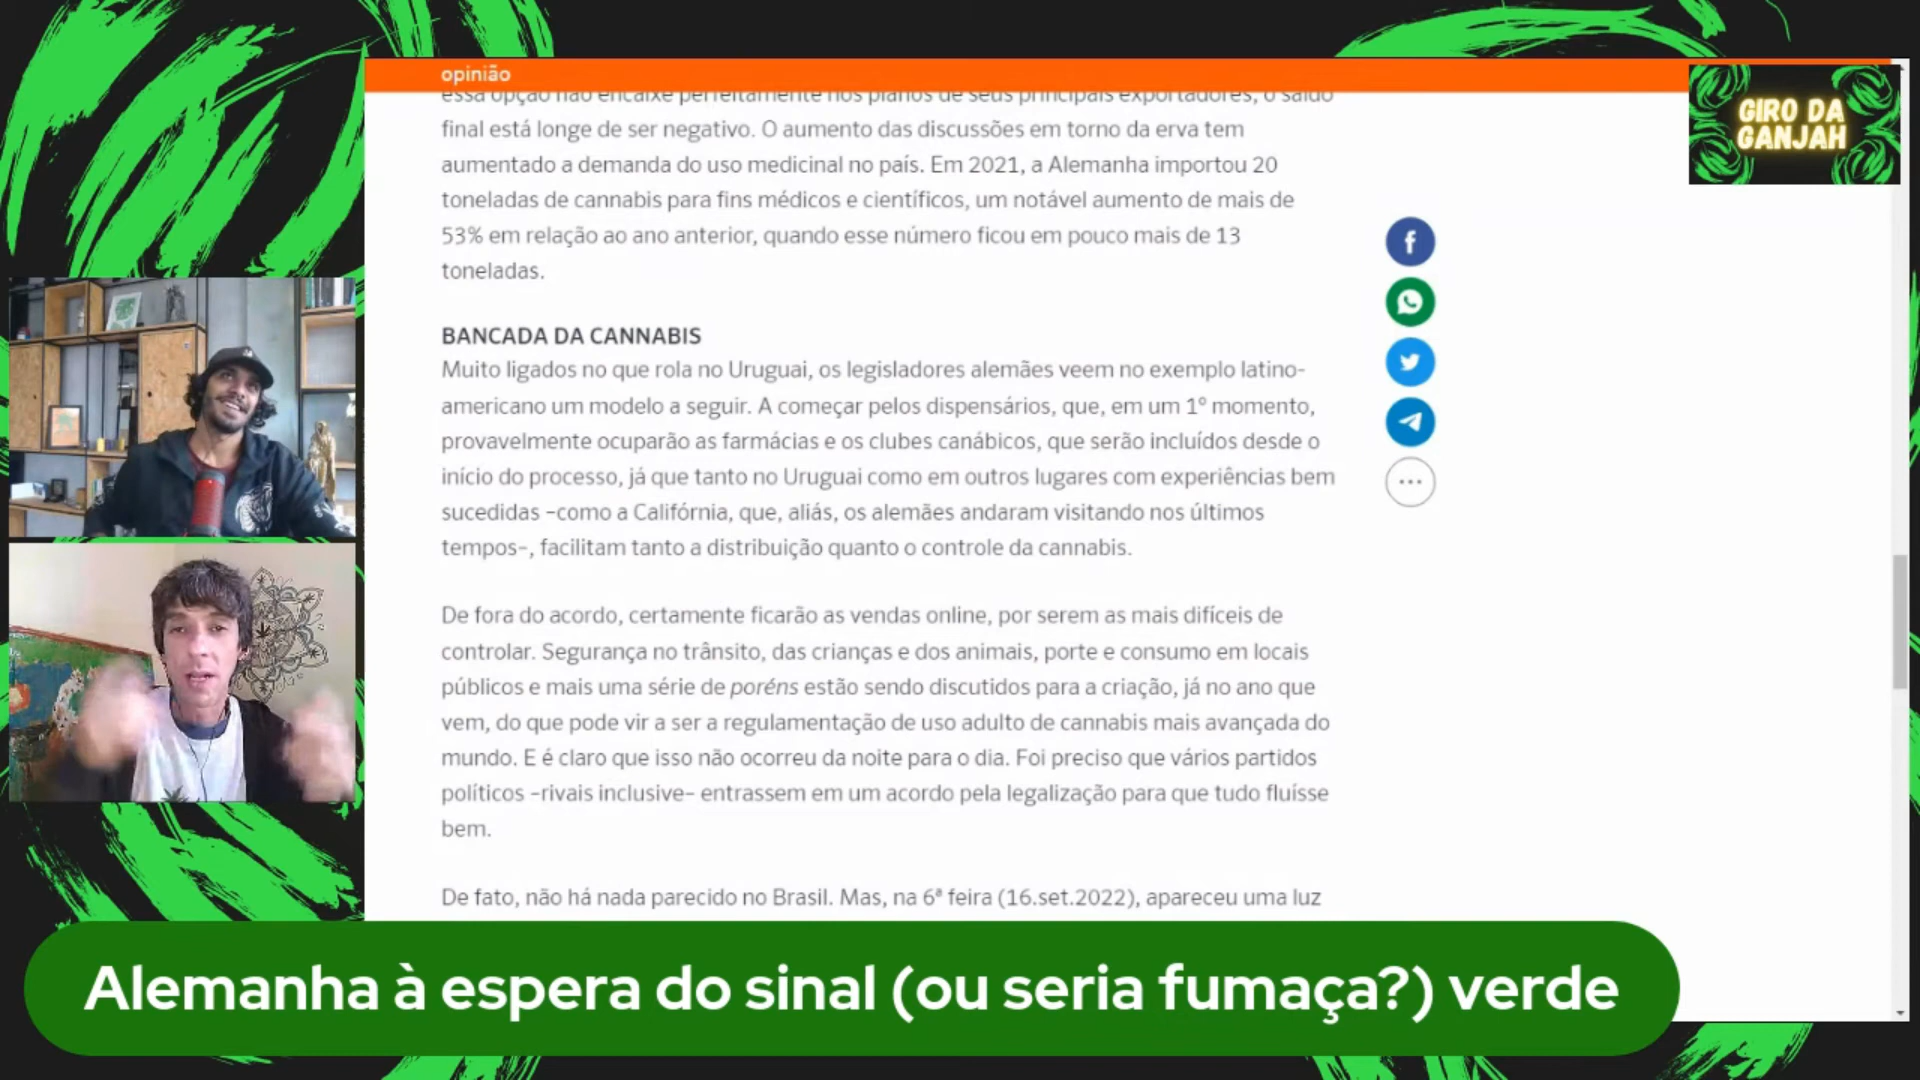 opinião
essa opção não encaixe perfeitamente nos planos de seus principais exportadores, o saldo
final está longe de ser negativo. O aumento das discussões em torno da erva tem
aumentado a demanda do uso medicinal no país. Em 2021, a Alemanha importou 20
toneladas de cannabis para fins médicos e científicos, um notável aumento de mais de
53% em relação ao ano anterior, quando esse número ficou em pouco mais de 13
toneladas.
BANCADA DA CANNABIS
Muito ligados no que rola no Uruguai, os legisladores alemães veem no exemplo latino-
americano um modelo a seguir. A começar pelos dispensários, que, em um 1º momento,
provavelmente ocuparão as farmácias e os clubes canábicos, que serão incluídos desde o
início do processo, já que tanto no Uruguai como em outros lugares com experiências bem
sucedidas –como a Califórnia, que, aliás, os alemães andaram visitando nos últimos
tempos–, facilitam tanto a distribuição quanto o controle da cannabis.
De fora do acordo, certamente ficarão as vendas online, por serem as mais difíceis de
controlar. Segurança no trânsito, das crianças e dos animais, porte e consumo em locais
públicos e mais uma série de poréns estão sendo discutidos para a criação, já no ano que
vem, do que pode vir a ser a regulamentação de uso adulto de cannabis mais avançada do
mundo. E é claro que isso não ocorreu da noite para o dia. Foi preciso que vários partidos
políticos –rivais inclusive– entrassem em um acordo pela legalização para que tudo fluísse
bem.
De fato, não há nada parecido no Brasil. Mas, na 6ª feira (16.set.2022), apareceu uma luz
GIRO DA
GANJAH
Alemanha à espera do sinal (ou seria fumaça?) verde